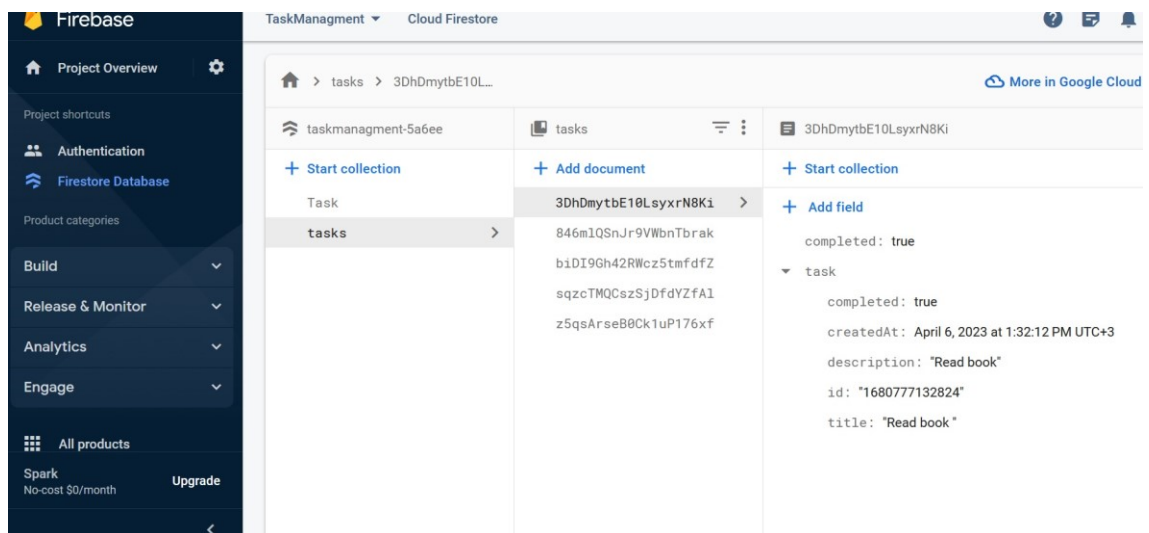 Firebase
TaskManagment Cloud Firestore
Project Overview
Project shortcuts
Authentication
Firestore Database
Product categories
Build
Release & Monitor
Analytics
Engage
All products
Spark
No-cost $0/month
Upgrade
> tasks > 3DhDmytbE10L…
More in Google Cloud
taskmanagment-5a6ee
+ Start collection
Task
tasks
tasks
+ Add document
3DhDmytbE10LsyxrN8Ki
846mlQSnJr9VWbnTbrak
biDI9Gh42RWcz5tmfdfZ
sqzcTMQCszSjDfdYZfAl
z5qsArseB0Ck1uP176xf
3DhDmytbE10LsyxrN8Ki
+ Start collection
+ Add field
completed: true
task
completed: true
createdAt: April 6, 2023 at 1:32:12 PM UTC+3
description: "Read book"
id: "1680777132824"
title: "Read book "